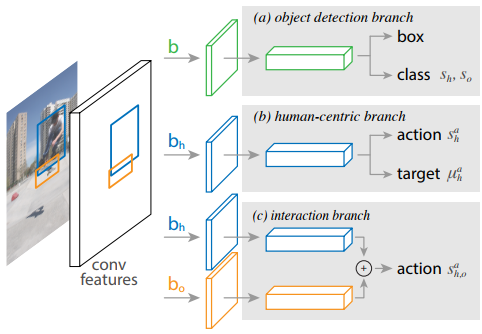 (a) object detection branch
b
box
class s_h, s_o
(b) human-centric branch
b_h
action s_h^a
target μ_h^a
(c) interaction branch
b_h
+
action s_{h,o}^a
b_o
conv
features